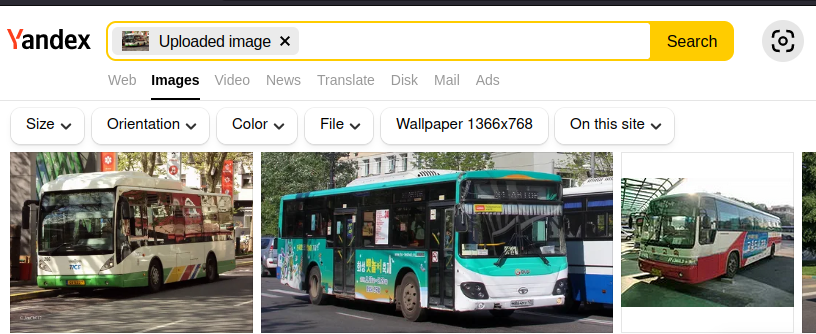 Yandex
Uploaded image
Search
Web Images Video News Translate Disk Mail Ads
Size Orientation Color File Wallpaper 1366x768 On this site